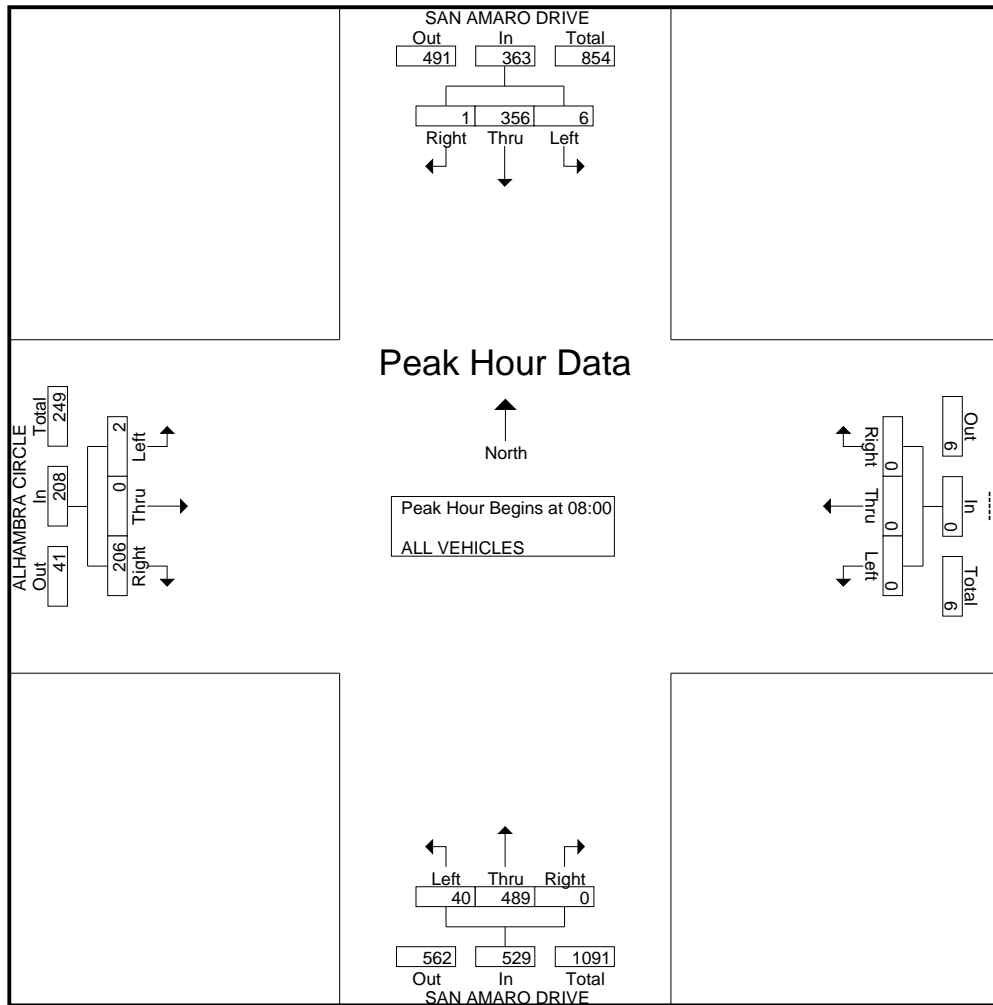 SAN AMARO DRIVE
Out In Total
491 363 854
1 356 6
Right Thru Left
Peak Hour Data
North
Peak Hour Begins at 08:00
ALL VEHICLES
ALHAMBRA CIRCLE
Out In Total
41 208 249
Right Thru Left
206 0 2
-----
Out In Total
6 0 6
Right Thru Left
0 0 0
Left Thru Right
40 489 0
562 529 1091
Out In Total
SAN AMARO DRIVE